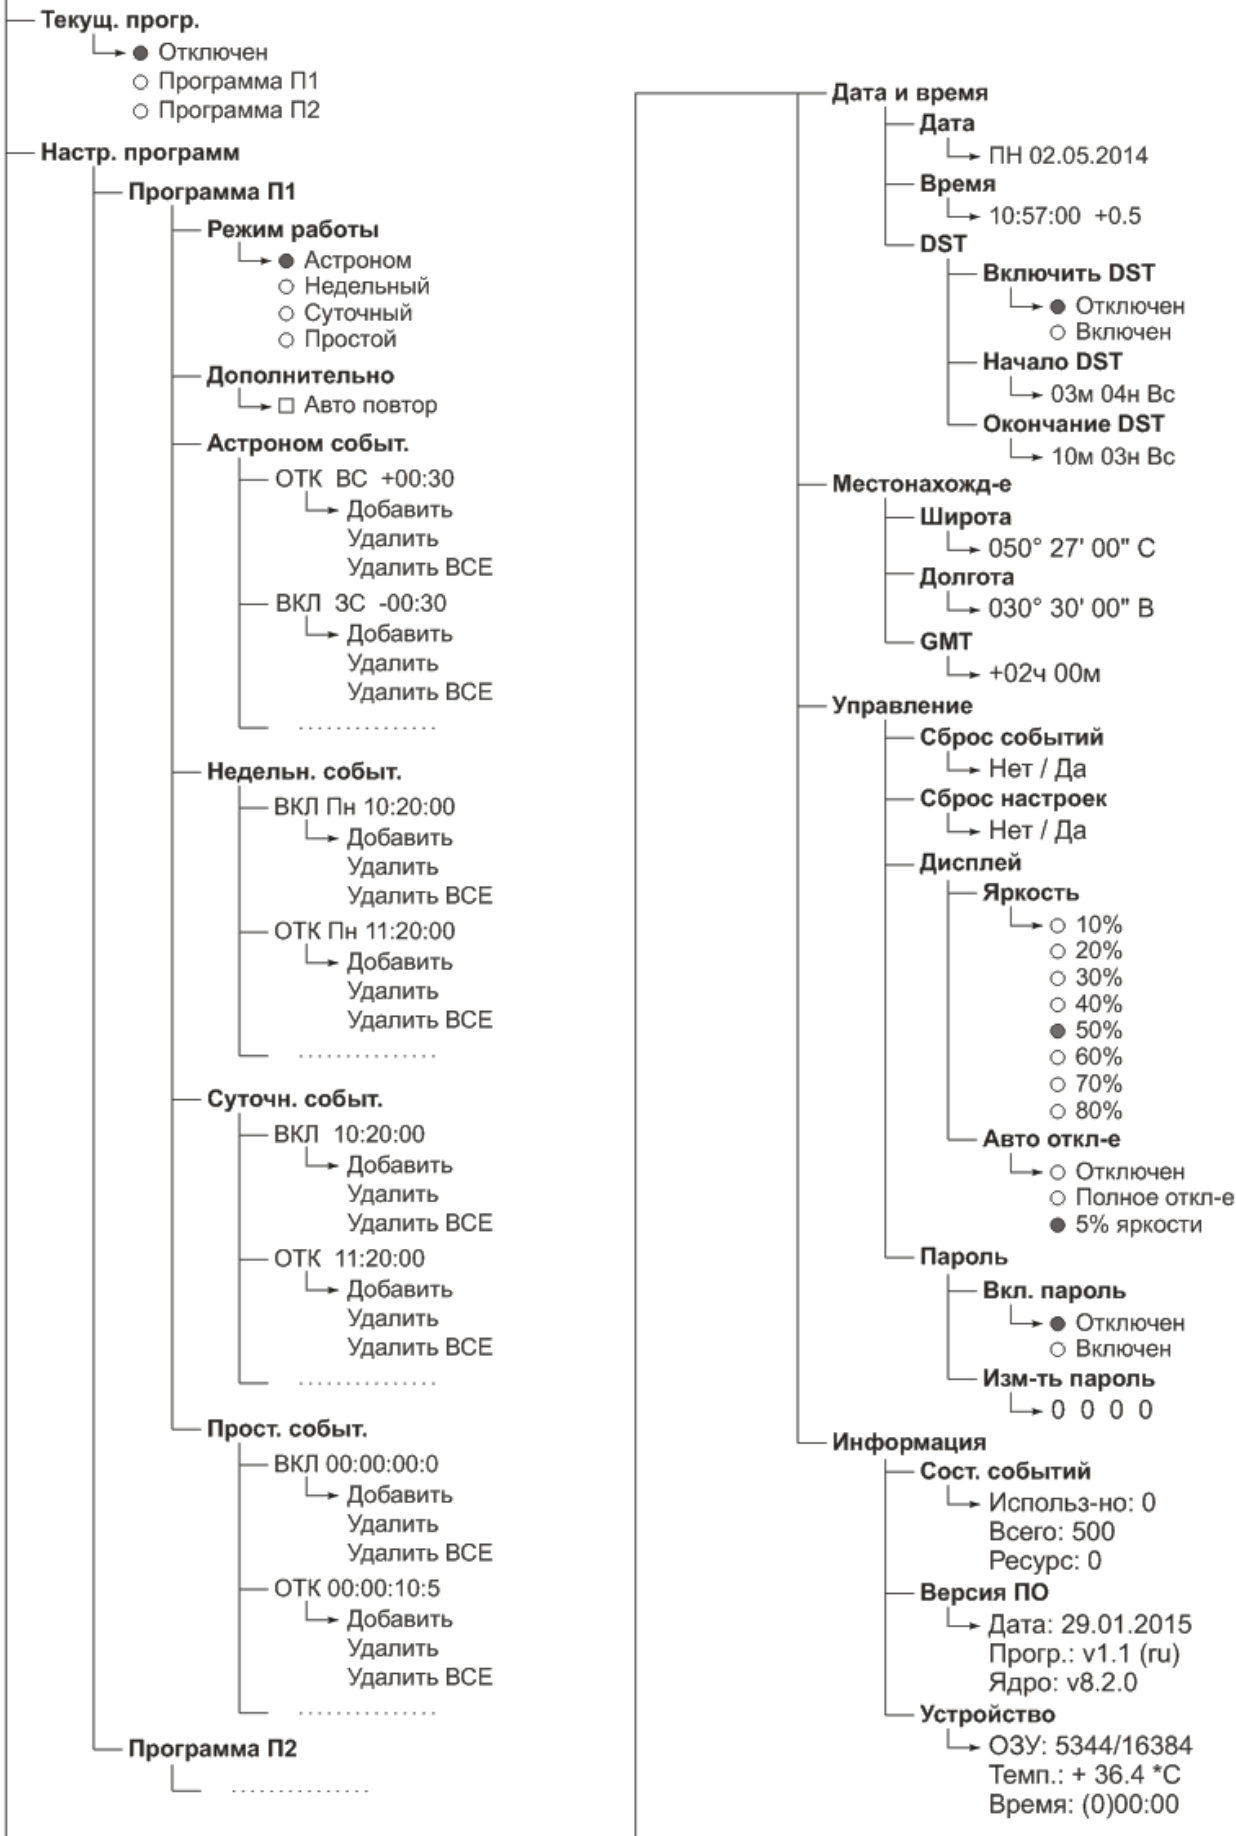 Текущ. прогр.
Отключен
Программа П1
Программа П2
Настр. программ
Программа П1
Режим работы
Астроном
Недельный
Суточный
Простой
Дополнительно
Авто повтор
Астроном событ.
ОТК ВС +00:30
Добавить
Удалить
Удалить ВСЕ
ВКЛ ЗС -00:30
Добавить
Удалить
Удалить ВСЕ
Недельн. событ.
ВКЛ Пн 10:20:00
Добавить
Удалить
Удалить ВСЕ
ОТК Пн 11:20:00
Добавить
Удалить
Удалить ВСЕ
Суточн. событ.
ВКЛ 10:20:00
Добавить
Удалить
Удалить ВСЕ
ОТК 11:20:00
Добавить
Удалить
Удалить ВСЕ
Прост. событ.
ВКЛ 00:00:00:0
Добавить
Удалить
Удалить ВСЕ
ОТК 00:00:10:5
Добавить
Удалить
Удалить ВСЕ
Программа П2
Дата и время
Дата
ПН 02.05.2014
Время
10:57:00 +0.5
DST
Включить DST
Отключен
Включен
Начало DST
03м 04н Вс
Окончание DST
10м 03н Вс
Местонахожд-е
Широта
050° 27' 00" С
Долгота
030° 30' 00" В
GMT
+02ч 00м
Управление
Сброс событий
Нет / Да
Сброс настроек
Нет / Да
Дисплей
Яркость
10%
20%
30%
40%
50%
60%
70%
80%
Авто откл-е
Отключен
Полное откл-е
5% яркости
Пароль
Вкл. пароль
Отключен
Включен
Изм-ть пароль
0 0 0 0
Информация
Сост. событий
Использ-но: 0
Всего: 500
Ресурс: 0
Версия ПО
Дата: 29.01.2015
Прогр.: v1.1 (ru)
Ядро: v8.2.0
Устройство
ОЗУ: 5344/16384
Темп.: + 36.4 *C
Время: (0)00:00